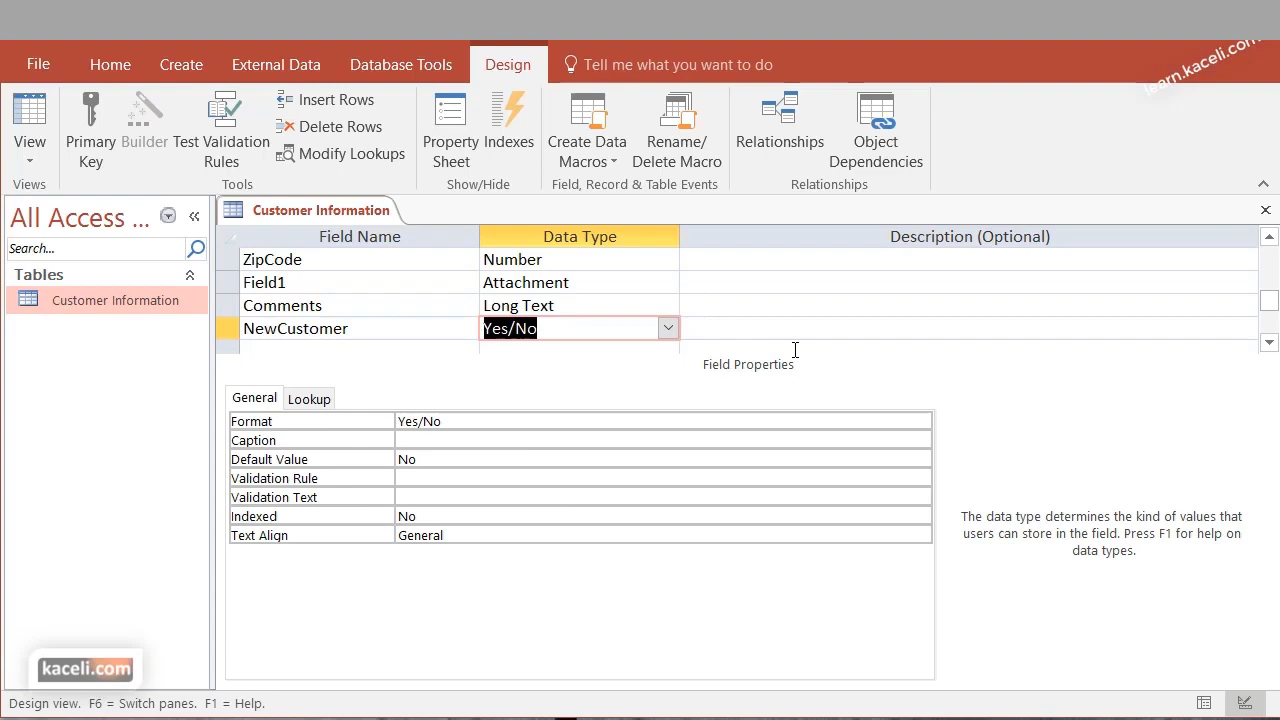 learn.kaceli.com
File Home Create External Data Database Tools Design Tell me what you want to do
View
Primary Key
Builder
Test Validation Rules
Insert Rows
Delete Rows
Modify Lookups
Property Sheet
Indexes
Create Data Macros
Rename/ Delete Macro
Relationships
Object Dependencies
Views Tools Show/Hide Field, Record & Table Events Relationships
All Access ...
Search...
Tables
Customer Information
Customer Information
Field Name Data Type Description (Optional)
ZipCode Number
Field1 Attachment
Comments Long Text
NewCustomer Yes/No
Field Properties
General Lookup
Format Yes/No
Caption
Default Value No
Validation Rule
Validation Text
Indexed No
Text Align General
The data type determines the kind of values that
users can store in the field. Press F1 for help on
data types.
kaceli.com
Design view. F6 = Switch panes. F1 = Help.